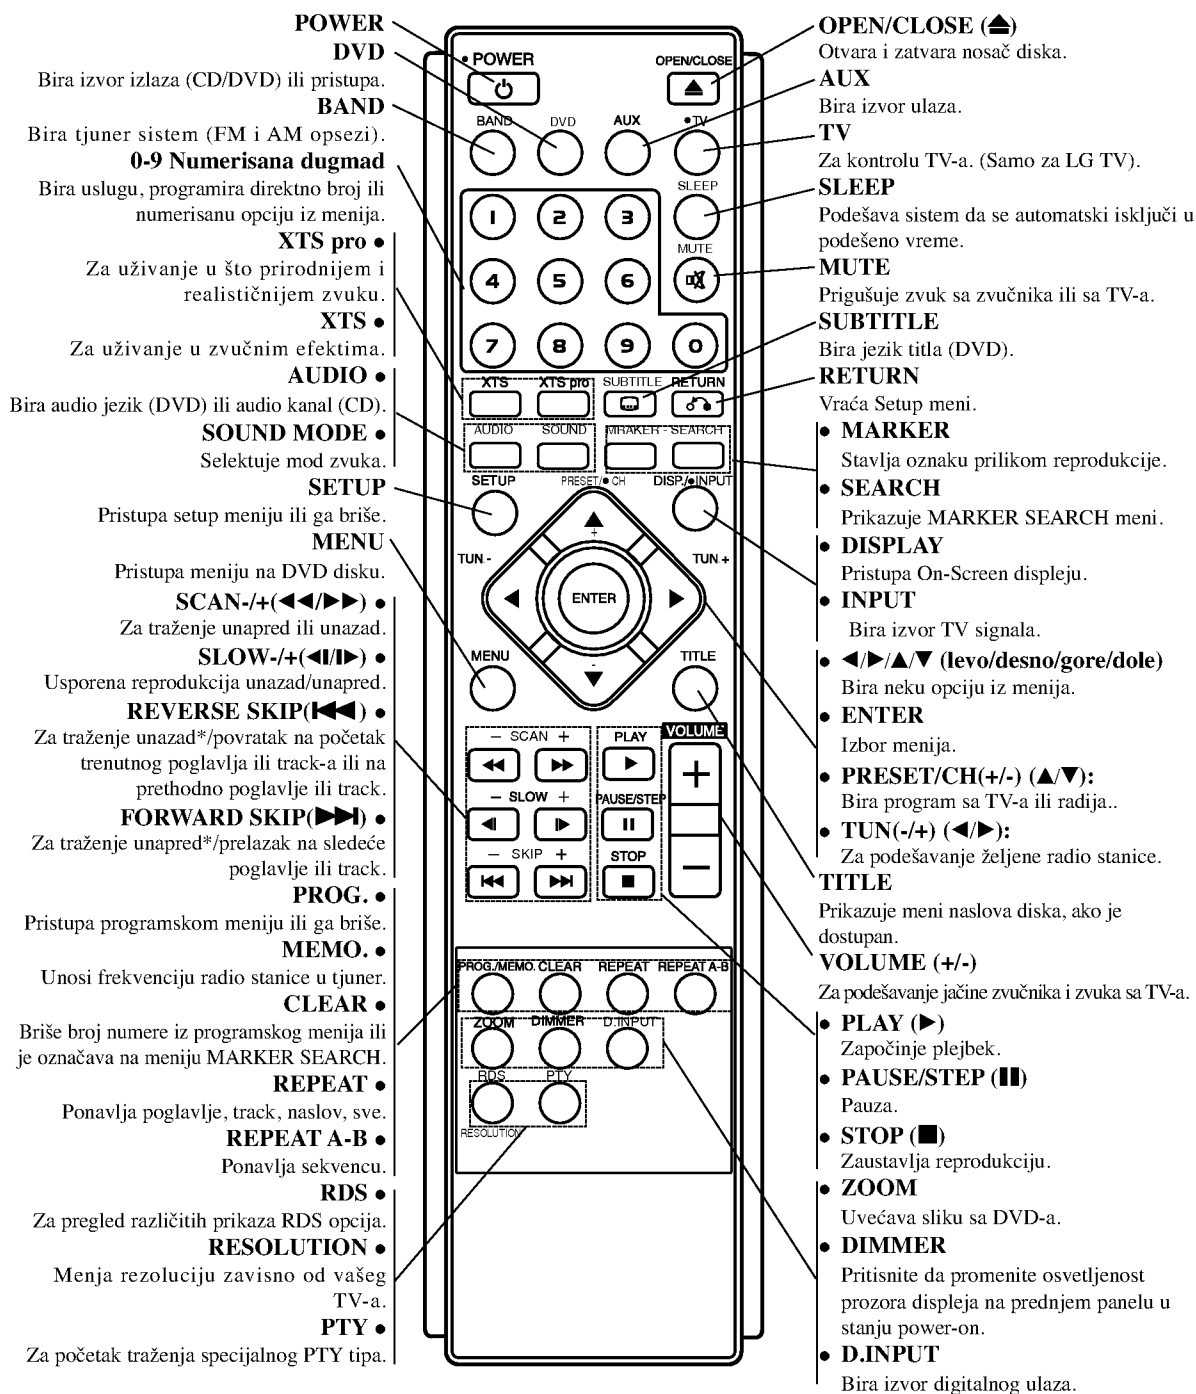 POWER
DVD
Bira izvor izlaza (CD/DVD) ili pristupa.
BAND
Bira tjuner sistem (FM i AM opsezi).
0-9 Numerisana dugmad
Bira uslugu, programira direktno broj ili
numerisanu opciju iz menija.
XTS pro ●
Za uživanje u što prirodnijem i
realističnijem zvuku.
XTS ●
Za uživanje u zvučnim efektima.
AUDIO ●
Bira audio jezik (DVD) ili audio kanal (CD).
SOUND MODE ●
Selektuje mod zvuka.
SETUP
Pristupa setup meniju ili ga briše.
MENU
Pristupa meniju na DVD disku.
SCAN-/+(◀◀/▶▶) ●
Za traženje unapred ili unazad.
SLOW-/+(◀I/I▶) ●
Usporena reprodukcija unazad/unapred.
REVERSE SKIP(I◀◀ ) ●
Za traženje unazad*/povratak na početak
trenutnog poglavlja ili track-a ili na
prethodno poglavlje ili track.
FORWARD SKIP(▶▶I) ●
Za traženje unapred*/prelazak na sledeće
poglavlje ili track.
PROG. ●
Pristupa programskom meniju ili ga briše.
MEMO. ●
Unosi frekvenciju radio stanice u tjuner.
CLEAR ●
Briše broj numere iz programskog menija ili
je označava na meniju MARKER SEARCH.
REPEAT ●
Ponavlja poglavlje, track, naslov, sve.
REPEAT A-B ●
Ponavlja sekvencu.
RDS ●
Za pregled različitih prikaza RDS opcija.
RESOLUTION ●
Menja rezoluciju zavisno od vašeg
TV-a.
PTY ●
Za početak traženja specijalnog PTY tipa.
● POWER OPEN/CLOSE
BAND DVD AUX ● TV
SLEEP
1 2 3
MUTE
4 5 6
7 8 9 0
XTS XTS pro SUBTITLE RETURN
AUDIO SOUND MRAKER - SEARCH
SETUP PRESET/● CH DISP./● INPUT
+
TUN - TUN +
◀ ENTER ▶
MENU - TITLE
– SCAN + PLAY VOLUME
+
– SLOW + PAUSE/STEP
– SKIP + STOP
–
PROG./MEMO. CLEAR REPEAT REPEAT A-B
ZOOM DIMMER D.INPUT
RDS PTY
RESOLUTION
OPEN/CLOSE (⏏)
Otvara i zatvara nosač diska.
AUX
Bira izvor ulaza.
TV
Za kontrolu TV-a. (Samo za LG TV).
SLEEP
Podešava sistem da se automatski isključi u
podešeno vreme.
MUTE
Prigušuje zvuk sa zvučnika ili sa TV-a.
SUBTITLE
Bira jezik titla (DVD).
RETURN
Vraća Setup meni.
● MARKER
Stavlja oznaku prilikom reprodukcije.
● SEARCH
Prikazuje MARKER SEARCH meni.
● DISPLAY
Pristupa On-Screen displeju.
● INPUT
Bira izvor TV signala.
● ◀/▶/▲/▼ (levo/desno/gore/dole)
Bira neku opciju iz menija.
● ENTER
Izbor menija.
● PRESET/CH(+/-) (▲/▼):
Bira program sa TV-a ili radija..
● TUN(-/+) (◀/▶):
Za podešavanje željene radio stanice.
TITLE
Prikazuje meni naslova diska, ako je
dostupan.
VOLUME (+/-)
Za podešavanje jačine zvučnika i zvuka sa TV-a.
● PLAY (▶)
Započinje plejbek.
● PAUSE/STEP (❚❚)
Pauza.
● STOP (■)
Zaustavlja reprodukciju.
● ZOOM
Uvećava sliku sa DVD-a.
● DIMMER
Pritisnite da promenite osvetljenost
prozora displeja na prednjem panelu u
stanju power-on.
● D.INPUT
Bira izvor digitalnog ulaza.